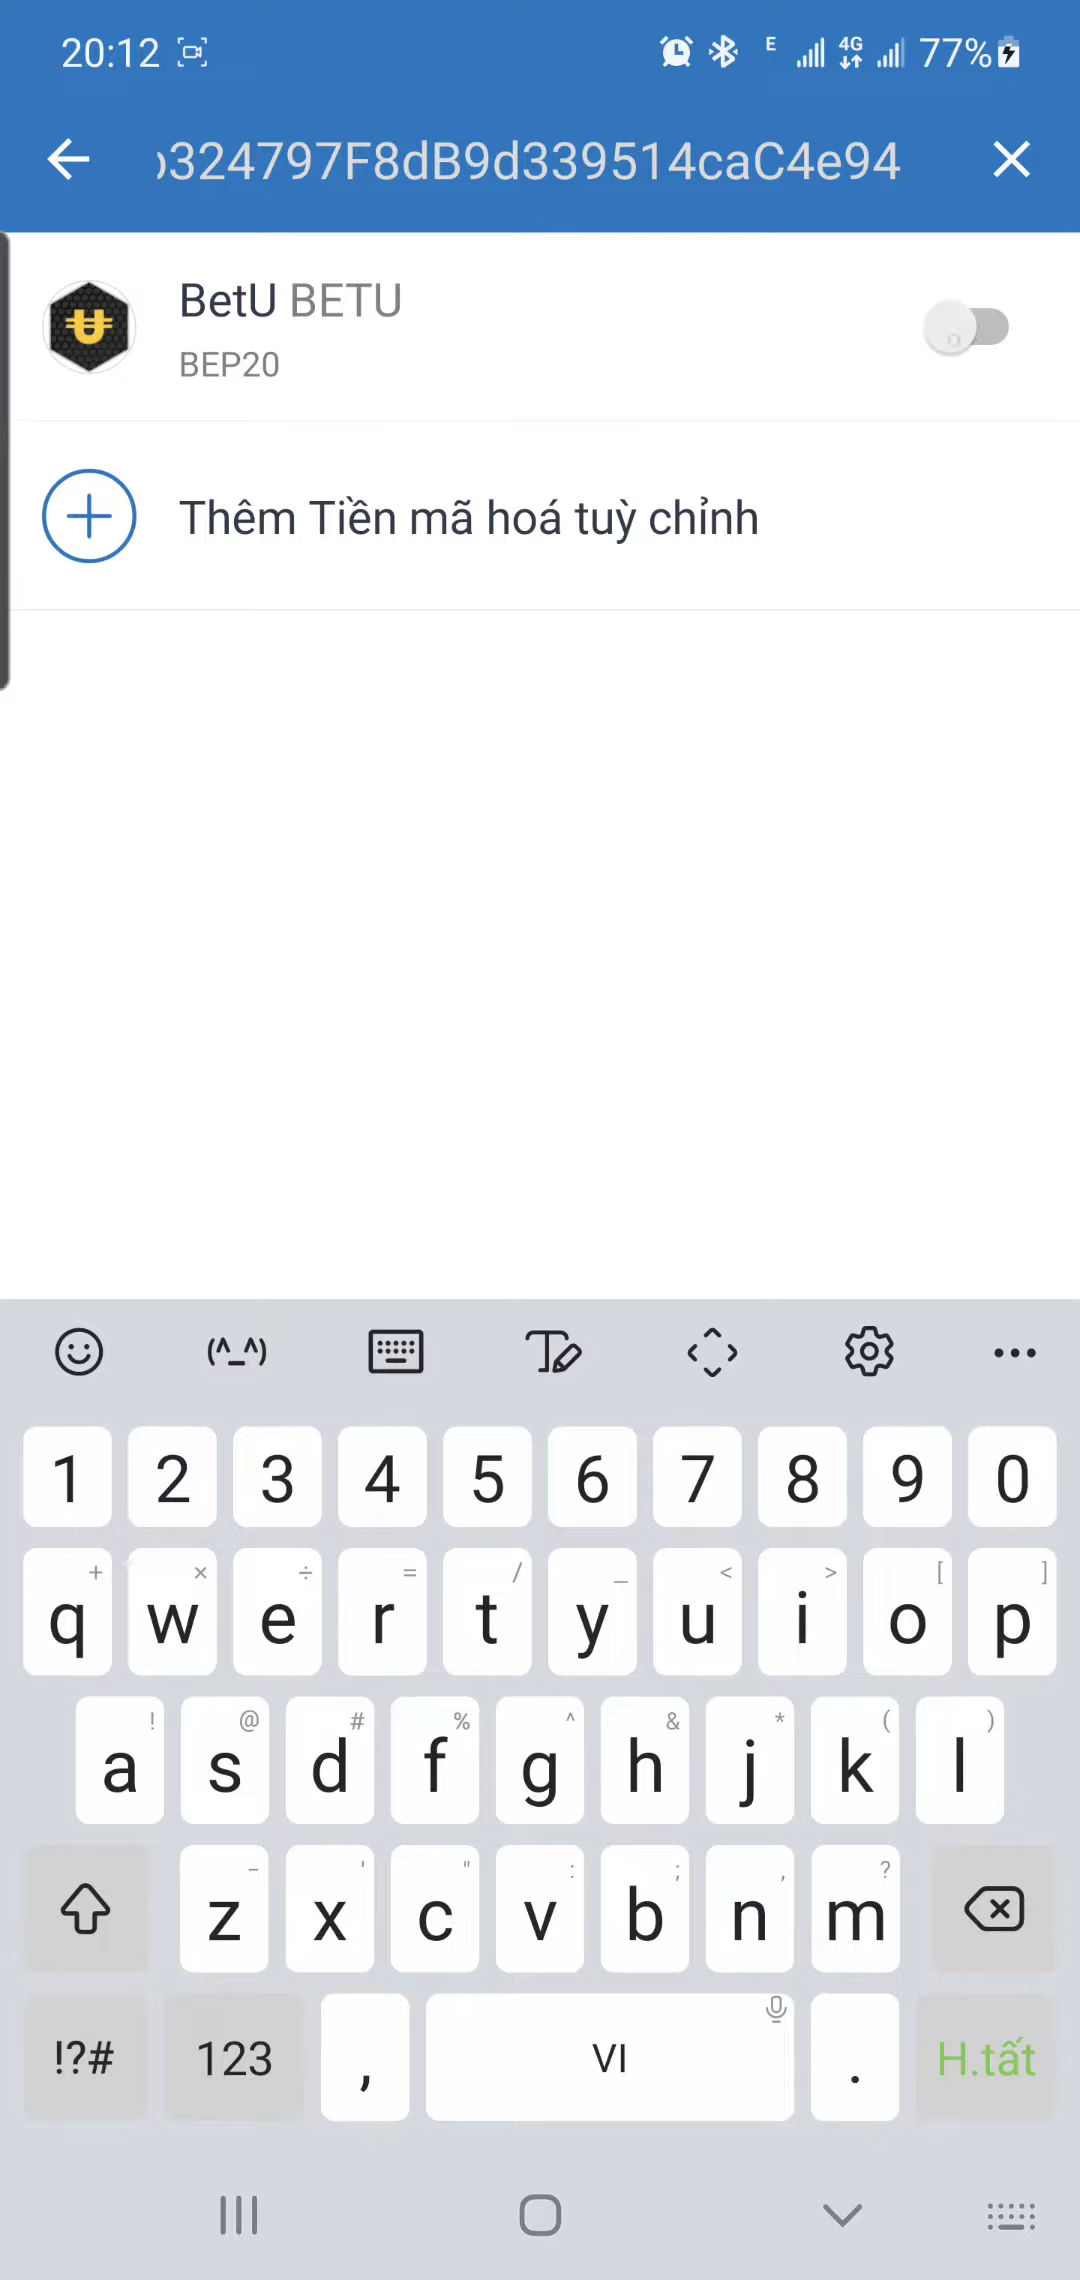 20:12 E 4G 77%
324797F8dB9d339514caC4e94
BetU BETU
BEP20
Thêm Tiền mã hoá tuỳ chỉnh
(^_^)
1 2 3 4 5 6 7 8 9 0
+ × ÷ = / _ < > [ ]
q w e r t y u i o p
! @ # % ^ & * ( )
a s d f g h j k l
- ' " : ; , ?
z x c v b n m
!?# 123 , VI . H.tất